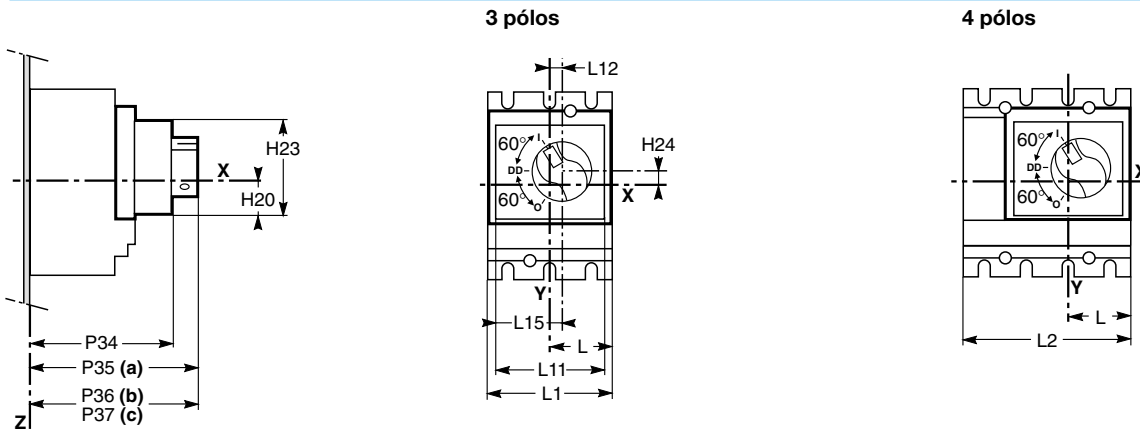 3 pólos
4 pólos
X
H23
H20
P34
P35 (a)
P36 (b)
P37 (c)
Z
L12
H24
60°
I
DD
60°
O
X
Y
L15
L
L11
L1
60°
I
DD
60°
O
X
Y
L
L2